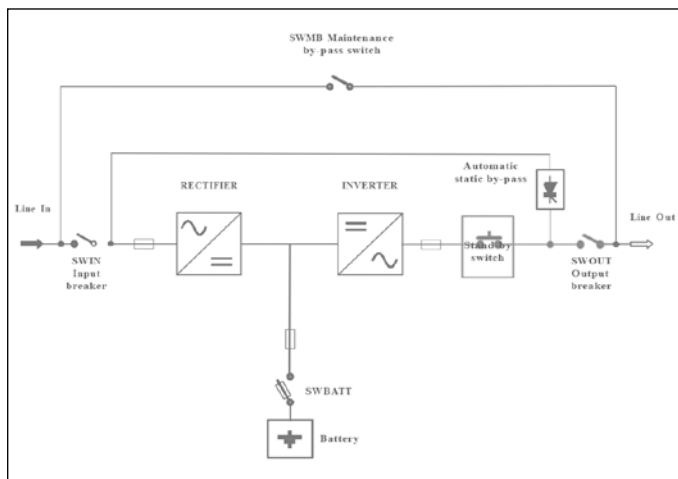 SWMB Maintenance
by-pass switch
Automatic
static by-pass
RECTIFIER
INVERTER
Line In
Line Out
SWIN
Input
breaker
Stand-by
switch
SWOUT
Output
breaker
SWBATT
Battery